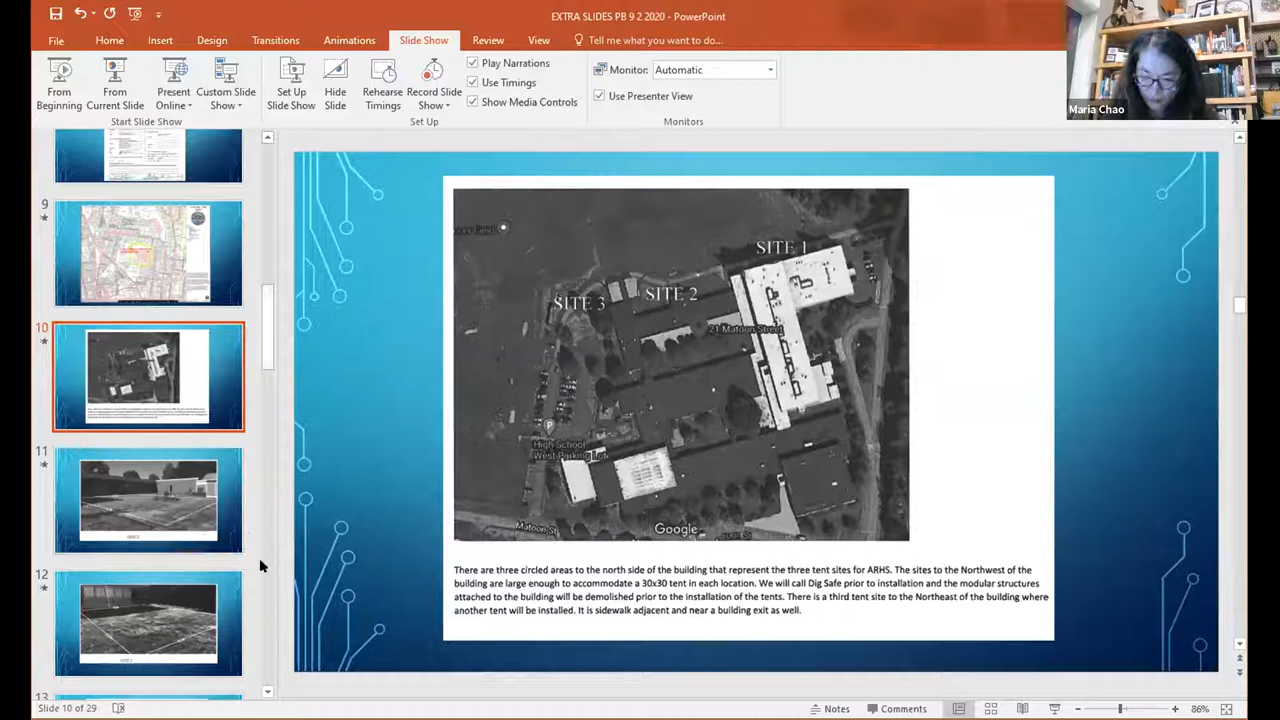 EXTRA SLIDES PB 9 2 2020 - PowerPoint
File Home Insert Design Transitions Animations Slide Show Review View Tell me what you want to do...
From Beginning
From Current Slide
Present Online
Custom Slide Show
Start Slide Show
Set Up Slide Show
Hide Slide
Rehearse Timings
Record Slide Show
Play Narrations
Use Timings
Show Media Controls
Set Up
Monitor: Automatic
Use Presenter View
Monitors
Maria Chao
9
10
11
12
13
SITE 1
SITE 2
SITE 3
21 Matoon Street
P
High School
West Parking Lot
Matoon St
Google
There are three circled areas to the north side of the building that represent the three tent sites for ARHS. The sites to the Northwest of the
building are large enough to accommodate a 30x30 tent in each location. We will call Dig Safe prior to installation and the modular structures
attached to the building will be demolished prior to the installation of the tents. There is a third tent site to the Northeast of the building where
another tent will be installed. It is sidewalk adjacent and near a building exit as well.
Slide 10 of 29
Notes Comments 86%